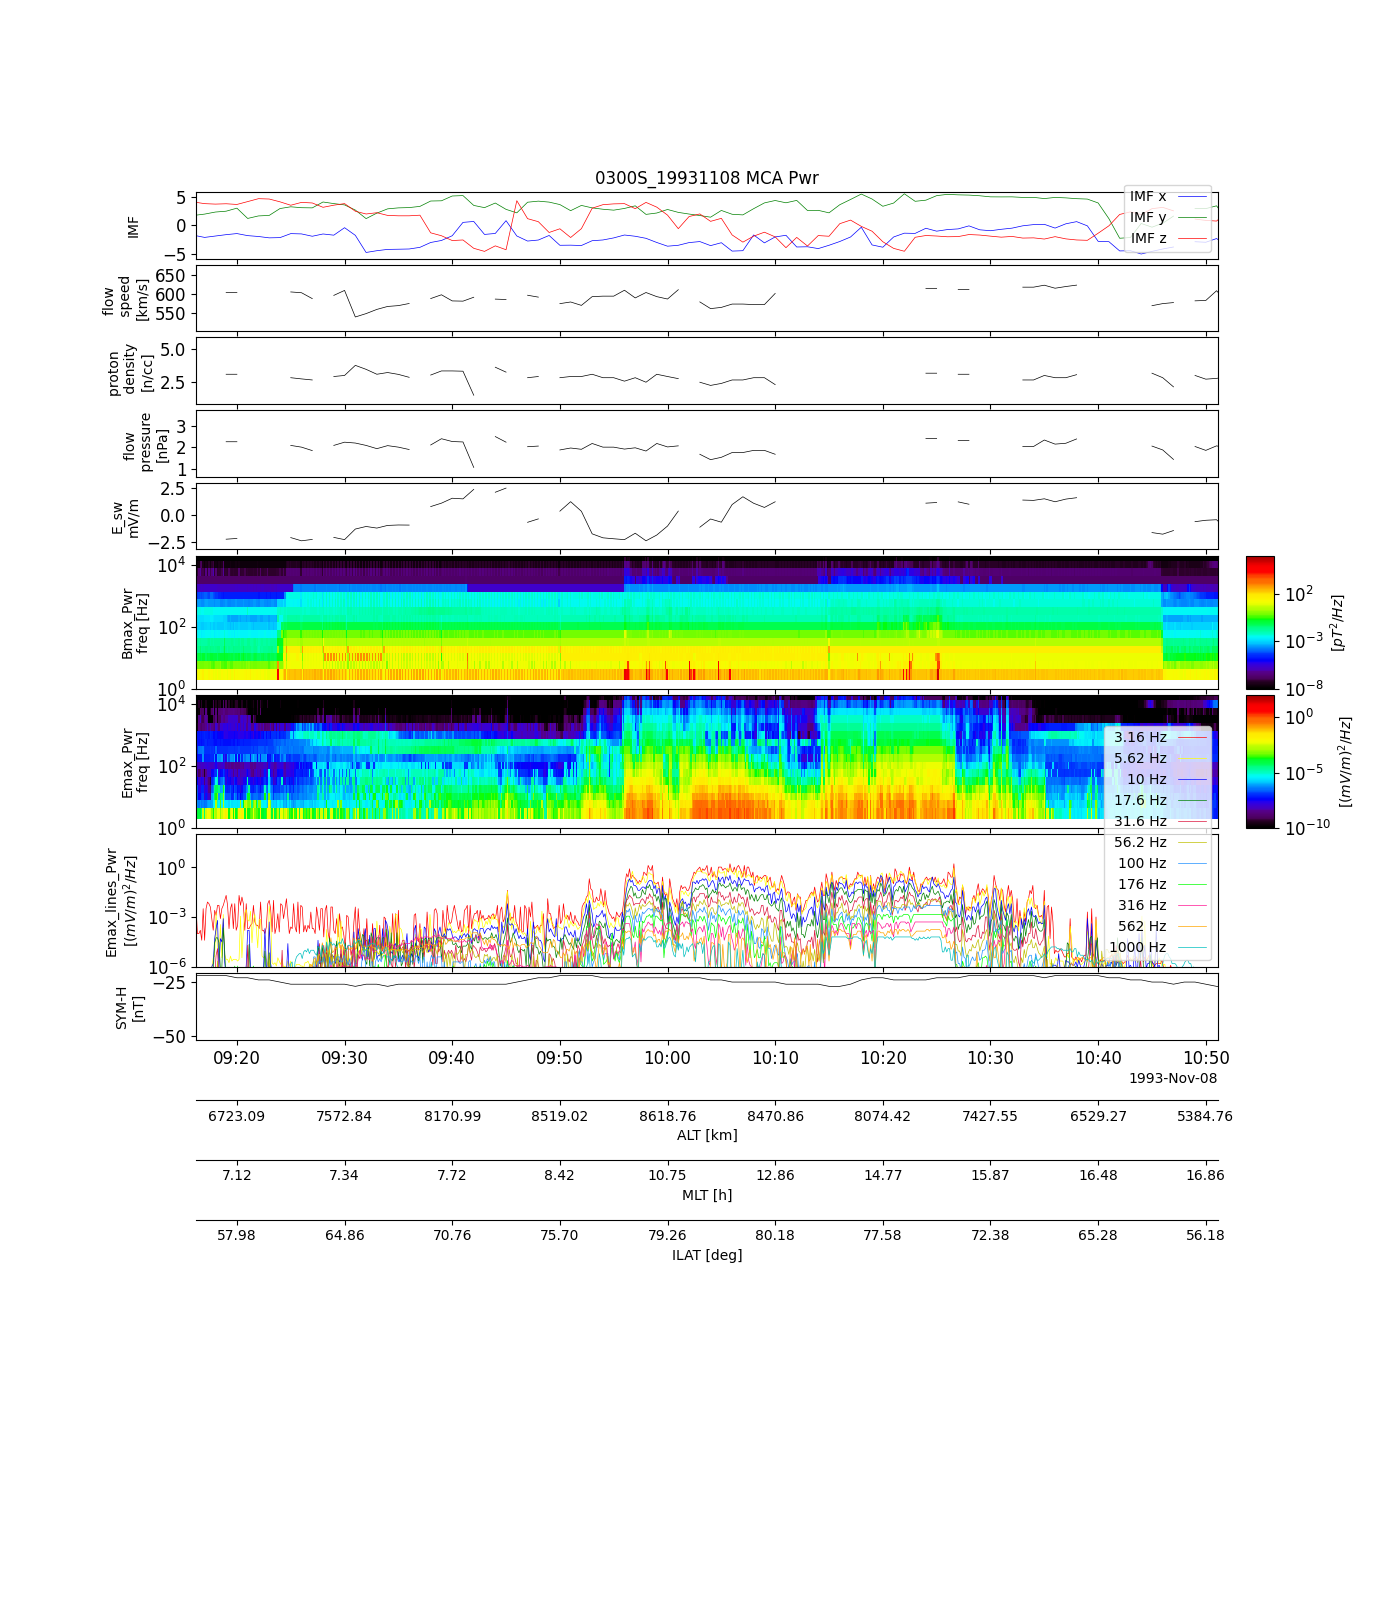 0300S_19931108 MCA Pwr
5
0
−5
IMF
IMF x
IMF y
IMF z
650
600
550
flow
speed
[km/s]
5.0
2.5
proton
density
[n/cc]
3
2
1
flow
pressure
[nPa]
2.5
0.0
−2.5
E_sw
mV/m
10^4
10^2
10^0
Bmax_Pwr
freq [Hz]
10^2
10^−3
10^−8
[pT^2/Hz]
10^4
10^2
10^0
Emax_Pwr
freq [Hz]
10^0
10^−5
10^−10
[(mV/m)^2/Hz]
3.16 Hz
5.62 Hz
10 Hz
17.6 Hz
31.6 Hz
56.2 Hz
100 Hz
176 Hz
316 Hz
562 Hz
1000 Hz
10^0
10^−3
10^−6
Emax_lines_Pwr
[(mV/m)^2/Hz]
−25
−50
SYM-H
[nT]
09:20 09:30 09:40 09:50 10:00 10:10 10:20 10:30 10:40 10:50
1993-Nov-08
6723.09 7572.84 8170.99 8519.02 8618.76 8470.86 8074.42 7427.55 6529.27 5384.76
ALT [km]
7.12 7.34 7.72 8.42 10.75 12.86 14.77 15.87 16.48 16.86
MLT [h]
57.98 64.86 70.76 75.70 79.26 80.18 77.58 72.38 65.28 56.18
ILAT [deg]